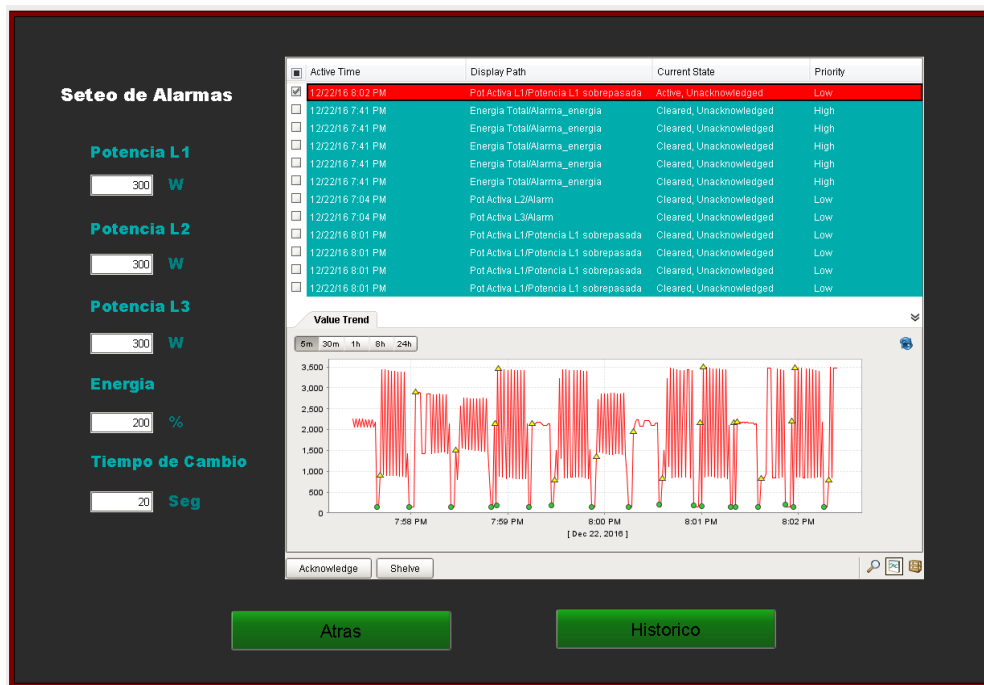 Seteo de Alarmas
Potencia L1
300 W
Potencia L2
300 W
Potencia L3
300 W
Energia
200 %
Tiempo de Cambio
20 Seg
Active Time Display Path Current State Priority
12/22/16 8:02 PM Pot Activa L1/Potencia L1 sobrepasada Active, Unacknowledged Low
12/22/16 7:41 PM Energia Total/Alarma_energia Cleared, Unacknowledged High
12/22/16 7:41 PM Energia Total/Alarma_energia Cleared, Unacknowledged High
12/22/16 7:41 PM Energia Total/Alarma_energia Cleared, Unacknowledged High
12/22/16 7:41 PM Energia Total/Alarma_energia Cleared, Unacknowledged High
12/22/16 7:41 PM Energia Total/Alarma_energia Cleared, Unacknowledged High
12/22/16 7:04 PM Pot Activa L2/Alarm Cleared, Unacknowledged Low
12/22/16 7:04 PM Pot Activa L3/Alarm Cleared, Unacknowledged Low
12/22/16 8:01 PM Pot Activa L1/Potencia L1 sobrepasada Cleared, Unacknowledged Low
12/22/16 8:01 PM Pot Activa L1/Potencia L1 sobrepasada Cleared, Unacknowledged Low
12/22/16 8:01 PM Pot Activa L1/Potencia L1 sobrepasada Cleared, Unacknowledged Low
12/22/16 8:01 PM Pot Activa L1/Potencia L1 sobrepasada Cleared, Unacknowledged Low
Value Trend
5m 30m 1h 8h 24h
3,500
3,000
2,500
2,000
1,500
1,000
500
0
7:58 PM 7:59 PM 8:00 PM 8:01 PM 8:02 PM
[ Dec 22, 2016 ]
Acknowledge Shelve
Atras Historico